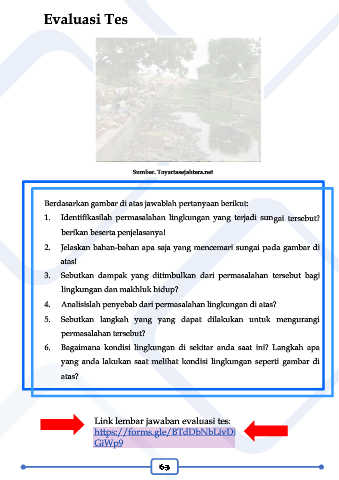 Evaluasi Tes
Sumber. Toyartasejahtera.net
Berdasarkan gambar di atas jawablah pertanyaan berikut:
1. Identifikasilah permasalahan lingkungan yang terjadi sungai tersebut?
berikan beserta penjelasanya!
2. Jelaskan bahan-bahan apa saja yang mencemari sungai pada gambar di
atas!
3. Sebutkan dampak yang ditimbulkan dari permasalahan tersebut bagi
lingkungan dan makhluk hidup?
4. Analisislah penyebab dari permasalahan lingkungan di atas?
5. Sebutkan langkah yang yang dapat dilakukan untuk mengurangi
permasalahan tersebut?
6. Bagaimana kondisi lingkungan di sekitar anda saat ini? Langkah apa
yang anda lakukan saat melihat kondisi lingkungan seperti gambar di
atas?
Link lembar jawaban evaluasi tes:
https://forms.gle/BTdDbNbLivDi
GiWp9
63